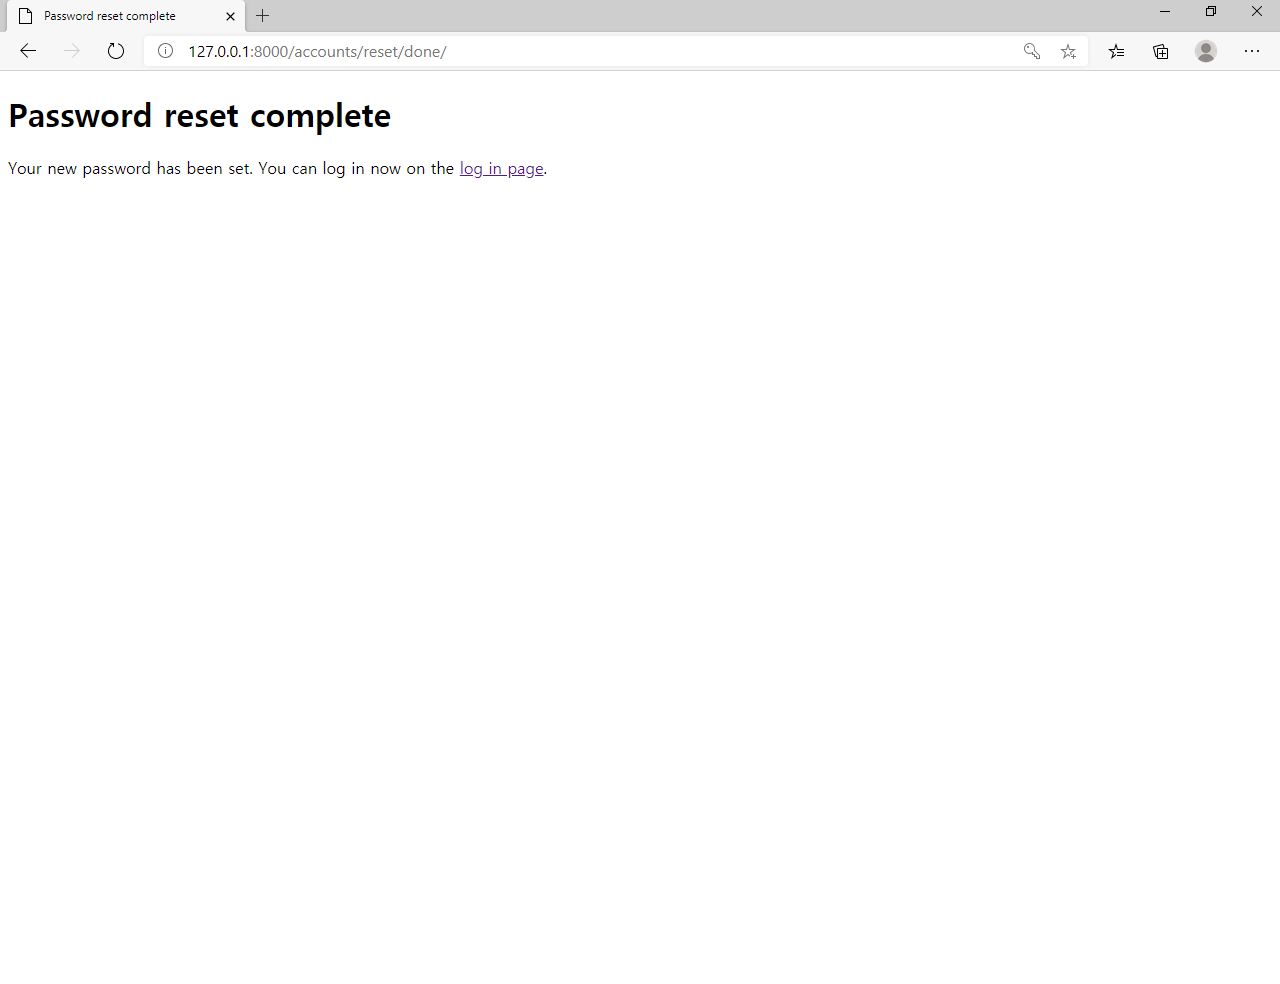 Password reset complete
127.0.0.1:8000/accounts/reset/done/
Password reset complete
Your new password has been set. You can log in now on the log in page.